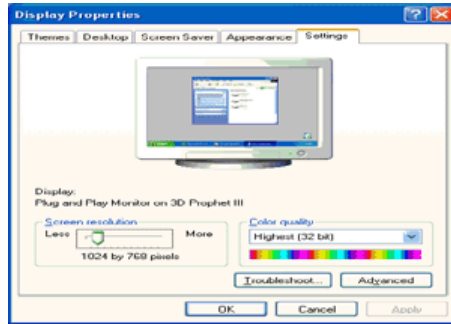 Display Properties
Themes Desktop Screen Saver Appearance Settings
Display:
Plug and Play Monitor on 3D Prophet III
Screen resolution
Less More
1024 by 768 pixels
Color quality
Highest (32 bit)
Troubleshoot... Advanced
OK Cancel Apply